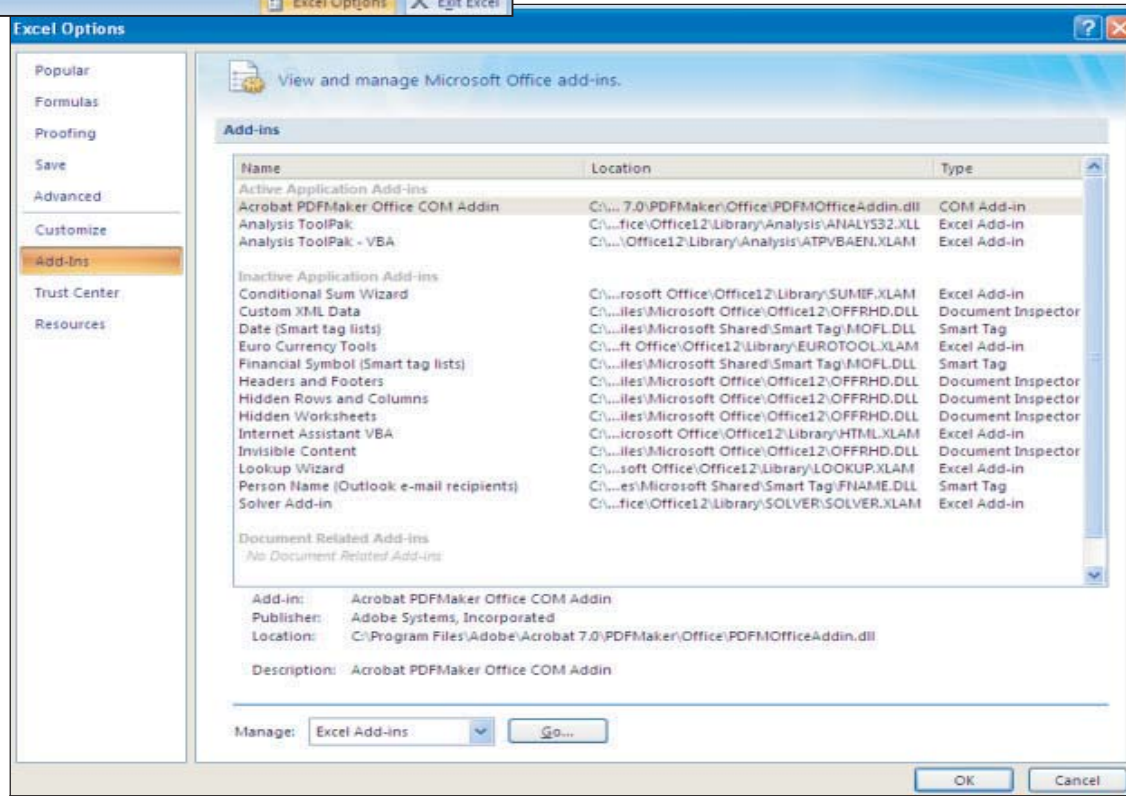 Excel Options Exit Excel
Excel Options
Popular
Formulas
Proofing
Save
Advanced
Customize
Add-Ins
Trust Center
Resources
View and manage Microsoft Office add-ins.
Add-ins
Name Location Type
Active Application Add-ins
Acrobat PDFMaker Office COM Addin C:\... 7.0\PDFMaker\Office\PDFMOfficeAddin.dll COM Add-in
Analysis ToolPak C:\...fice\Office12\Library\Analysis\ANALYS32.XLL Excel Add-in
Analysis ToolPak - VBA C:\...\Office12\Library\Analysis\ATPVBAEN.XLAM Excel Add-in
Inactive Application Add-ins
Conditional Sum Wizard C:\...rosoft Office\Office12\Library\SUMIF.XLAM Excel Add-in
Custom XML Data C:\...iles\Microsoft Office\Office12\OFFRHD.DLL Document Inspector
Date (Smart tag lists) C:\...iles\Microsoft Shared\Smart Tag\MOFL.DLL Smart Tag
Euro Currency Tools C:\...ft Office\Office12\Library\EUROTOOL.XLAM Excel Add-in
Financial Symbol (Smart tag lists) C:\...iles\Microsoft Shared\Smart Tag\MOFL.DLL Smart Tag
Headers and Footers C:\...iles\Microsoft Office\Office12\OFFRHD.DLL Document Inspector
Hidden Rows and Columns C:\...iles\Microsoft Office\Office12\OFFRHD.DLL Document Inspector
Hidden Worksheets C:\...iles\Microsoft Office\Office12\OFFRHD.DLL Document Inspector
Internet Assistant VBA C:\...icrosoft Office\Office12\Library\HTML.XLAM Excel Add-in
Invisible Content C:\...iles\Microsoft Office\Office12\OFFRHD.DLL Document Inspector
Lookup Wizard C:\...soft Office\Office12\Library\LOOKUP.XLAM Excel Add-in
Person Name (Outlook e-mail recipients) C:\...es\Microsoft Shared\Smart Tag\FNAME.DLL Smart Tag
Solver Add-in C:\...fice\Office12\Library\SOLVER\SOLVER.XLAM Excel Add-in
Document Related Add-ins
No Document Related Add-ins
Add-in: Acrobat PDFMaker Office COM Addin
Publisher: Adobe Systems, Incorporated
Location: C:\Program Files\Adobe\Acrobat 7.0\PDFMaker\Office\PDFMOfficeAddin.dll
Description: Acrobat PDFMaker Office COM Addin
Manage: Excel Add-ins Go...
OK Cancel